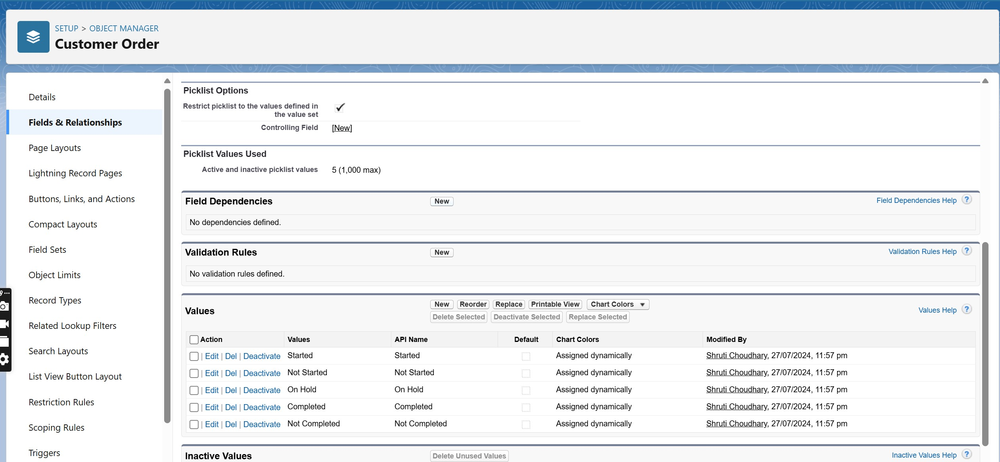 SETUP > OBJECT MANAGER
Customer Order
Details
Fields & Relationships
Page Layouts
Lightning Record Pages
Buttons, Links, and Actions
Compact Layouts
Field Sets
Object Limits
Record Types
Related Lookup Filters
Search Layouts
List View Button Layout
Restriction Rules
Scoping Rules
Triggers
Picklist Options
Restrict picklist to the values defined in
the value set
Controlling Field [New]
Picklist Values Used
Active and inactive picklist values 5 (1,000 max)
Field Dependencies New Field Dependencies Help ?
No dependencies defined.
Validation Rules New Validation Rules Help ?
No validation rules defined.
Values New Reorder Replace Printable View Chart Colors ▼ Values Help ?
Delete Selected Deactivate Selected Replace Selected
Action Values API Name Default Chart Colors Modified By
| Edit | Del | Deactivate Started Started Assigned dynamically Shruti Choudhary, 27/07/2024, 11:57 pm
| Edit | Del | Deactivate Not Started Not Started Assigned dynamically Shruti Choudhary, 27/07/2024, 11:57 pm
| Edit | Del | Deactivate On Hold On Hold Assigned dynamically Shruti Choudhary, 27/07/2024, 11:57 pm
| Edit | Del | Deactivate Completed Completed Assigned dynamically Shruti Choudhary, 27/07/2024, 11:57 pm
| Edit | Del | Deactivate Not Completed Not Completed Assigned dynamically Shruti Choudhary, 27/07/2024, 11:57 pm
Inactive Values Delete Unused Values Inactive Values Help ?